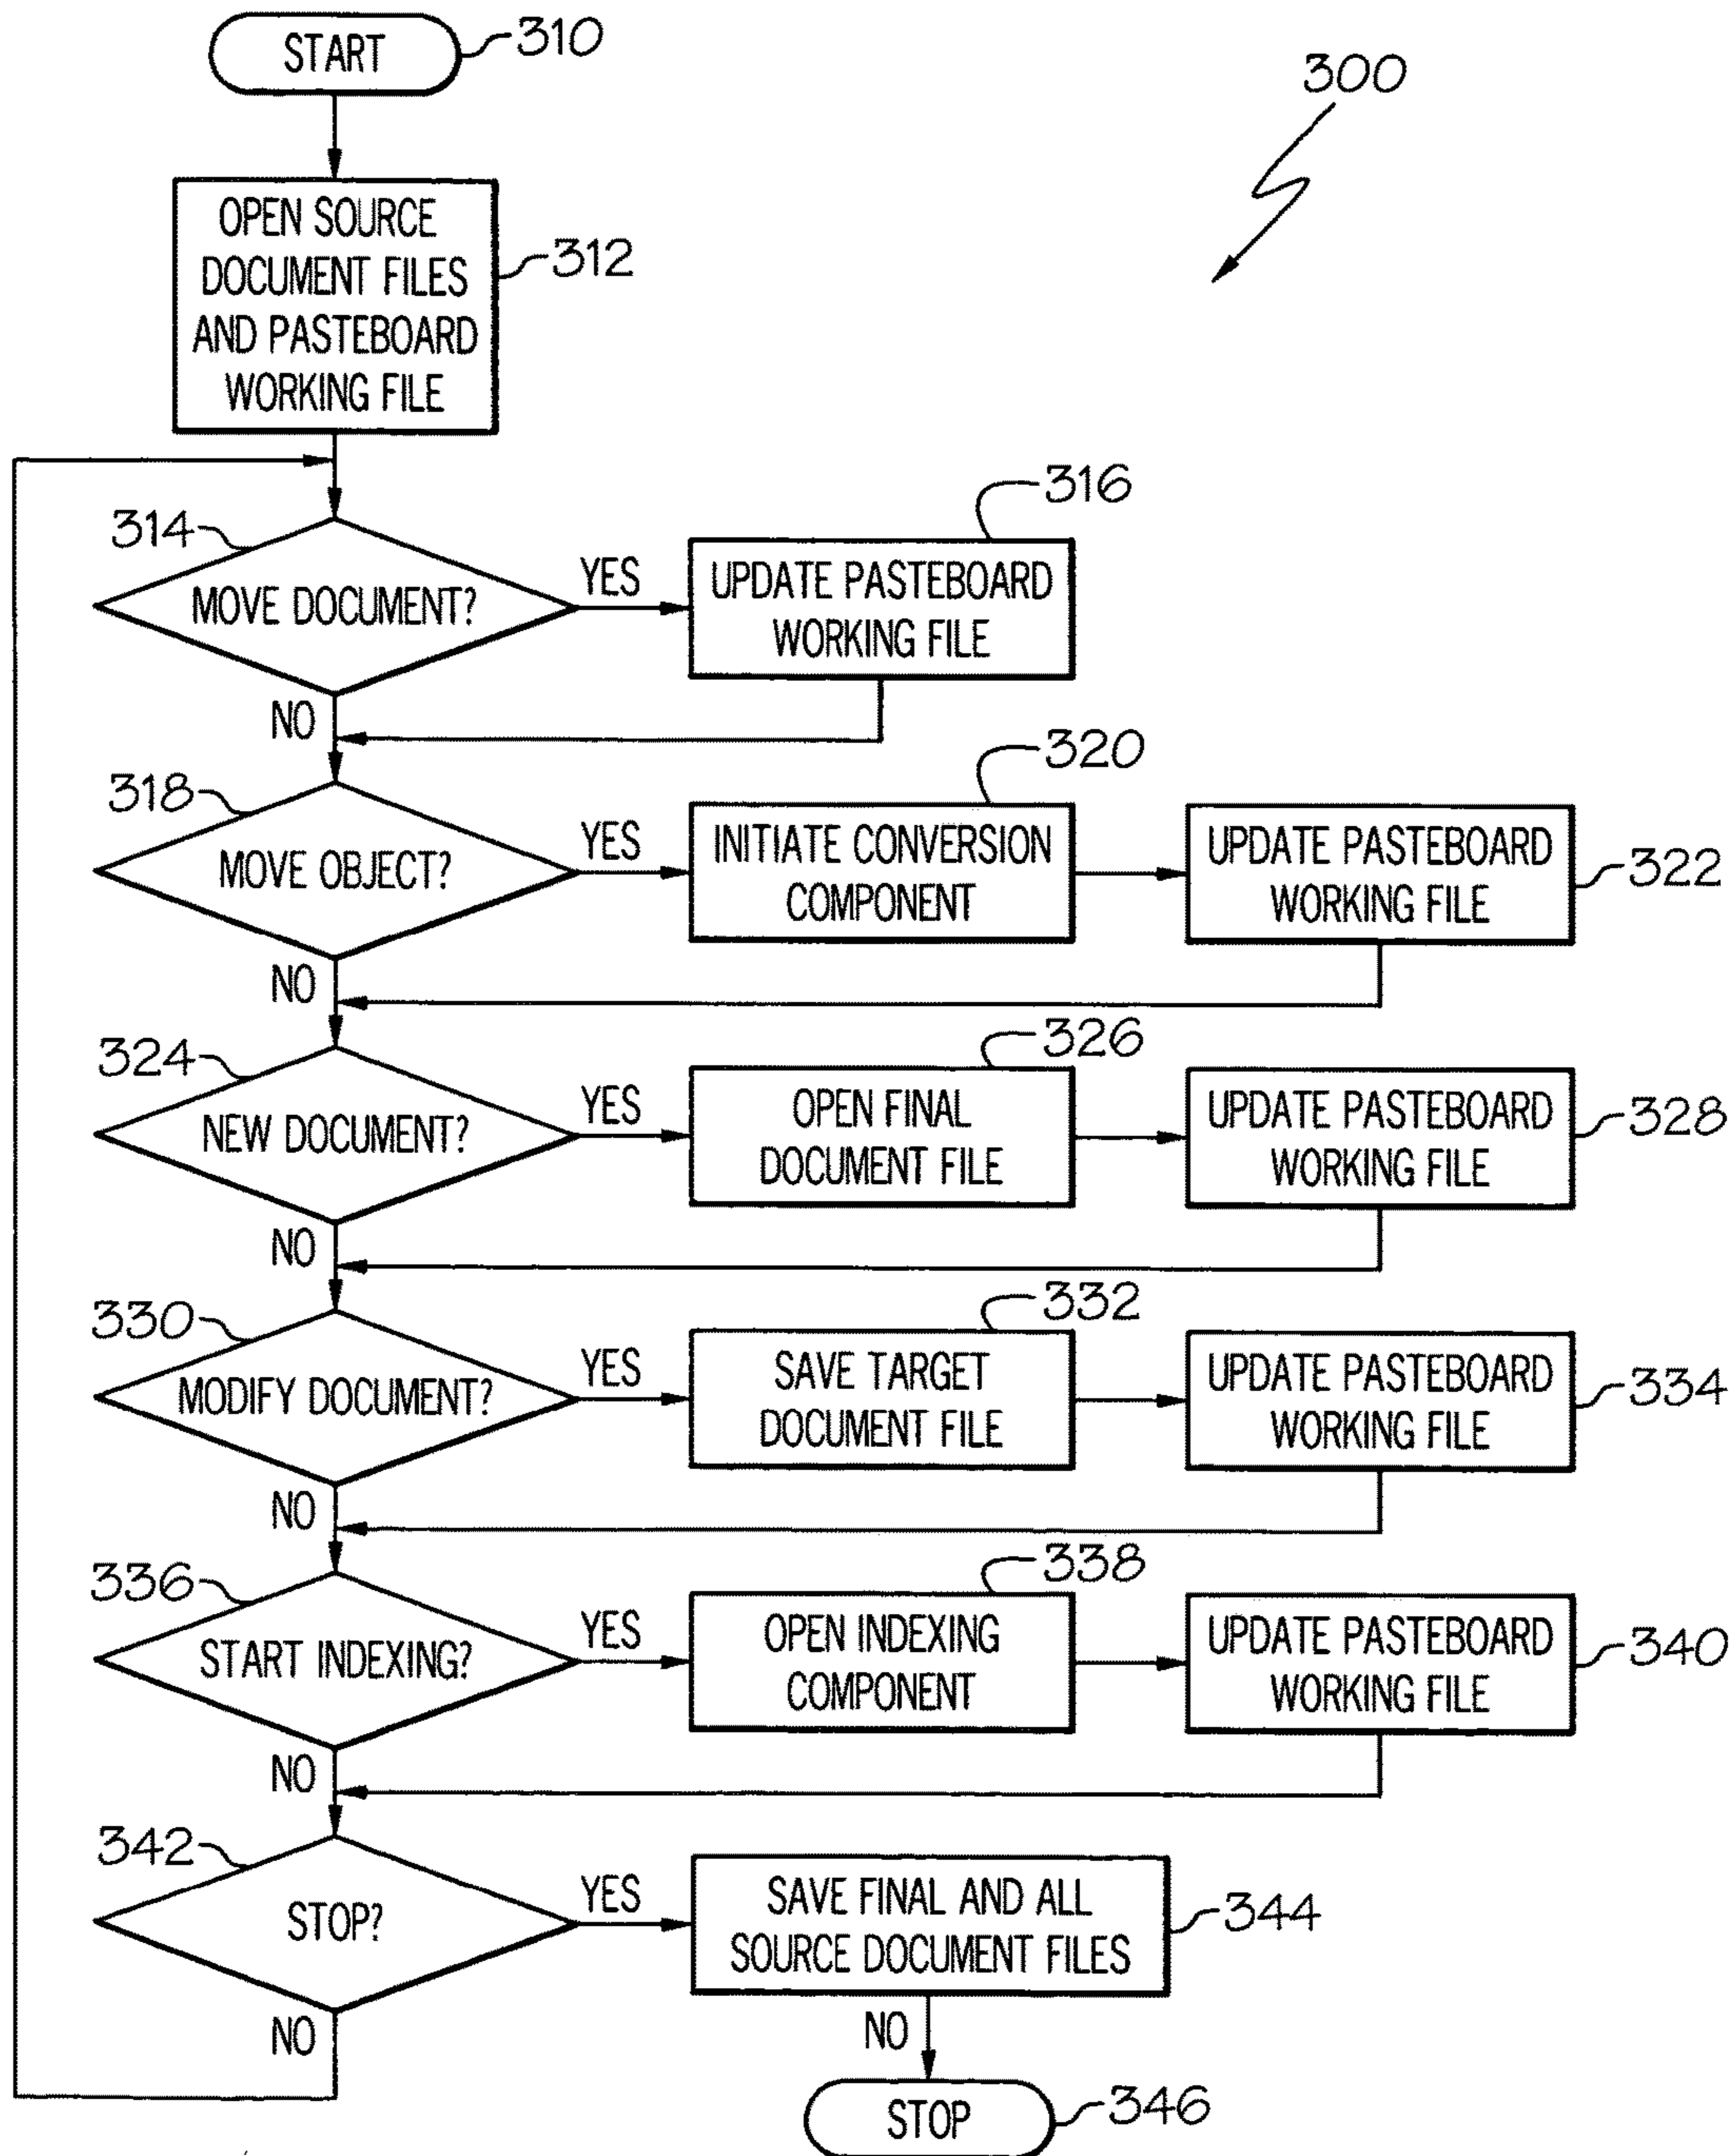 START
310
300
OPEN SOURCE
DOCUMENT FILES
AND PASTEBOARD
WORKING FILE
312
314
MOVE DOCUMENT?
YES
316
UPDATE PASTEBOARD
WORKING FILE
NO
318
MOVE OBJECT?
YES
320
INITIATE CONVERSION
COMPONENT
UPDATE PASTEBOARD
WORKING FILE
322
NO
324
NEW DOCUMENT?
YES
326
OPEN FINAL
DOCUMENT FILE
UPDATE PASTEBOARD
WORKING FILE
328
NO
330
MODIFY DOCUMENT?
YES
332
SAVE TARGET
DOCUMENT FILE
UPDATE PASTEBOARD
WORKING FILE
334
NO
336
START INDEXING?
YES
338
OPEN INDEXING
COMPONENT
UPDATE PASTEBOARD
WORKING FILE
340
NO
342
STOP?
YES
SAVE FINAL AND ALL
SOURCE DOCUMENT FILES
344
NO
NO
STOP
346